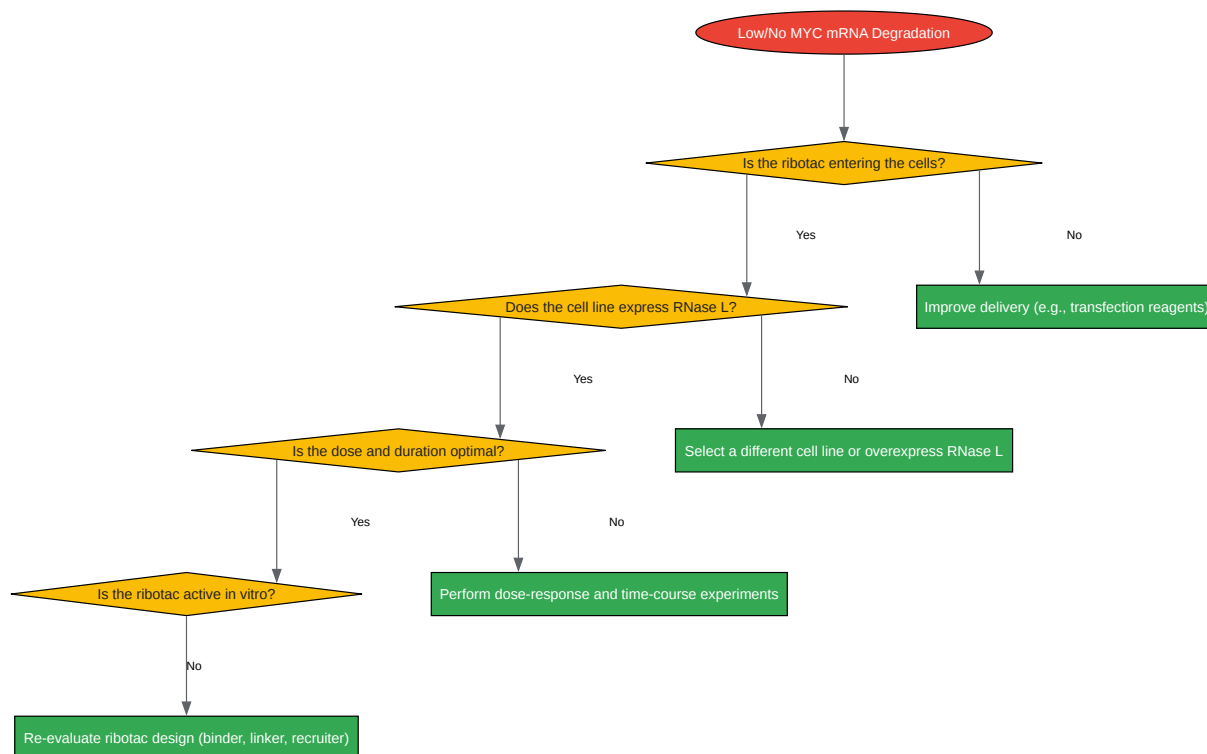 Low/No MYC mRNA Degradation
Is the ribotac entering the cells?
Yes
No
Does the cell line express RNase L?
Improve delivery (e.g., transfection reagents)
Yes
No
Is the dose and duration optimal?
Select a different cell line or overexpress RNase L
Yes
No
Is the ribotac active in vitro?
Perform dose-response and time-course experiments
No
Re-evaluate ribotac design (binder, linker, recruiter)